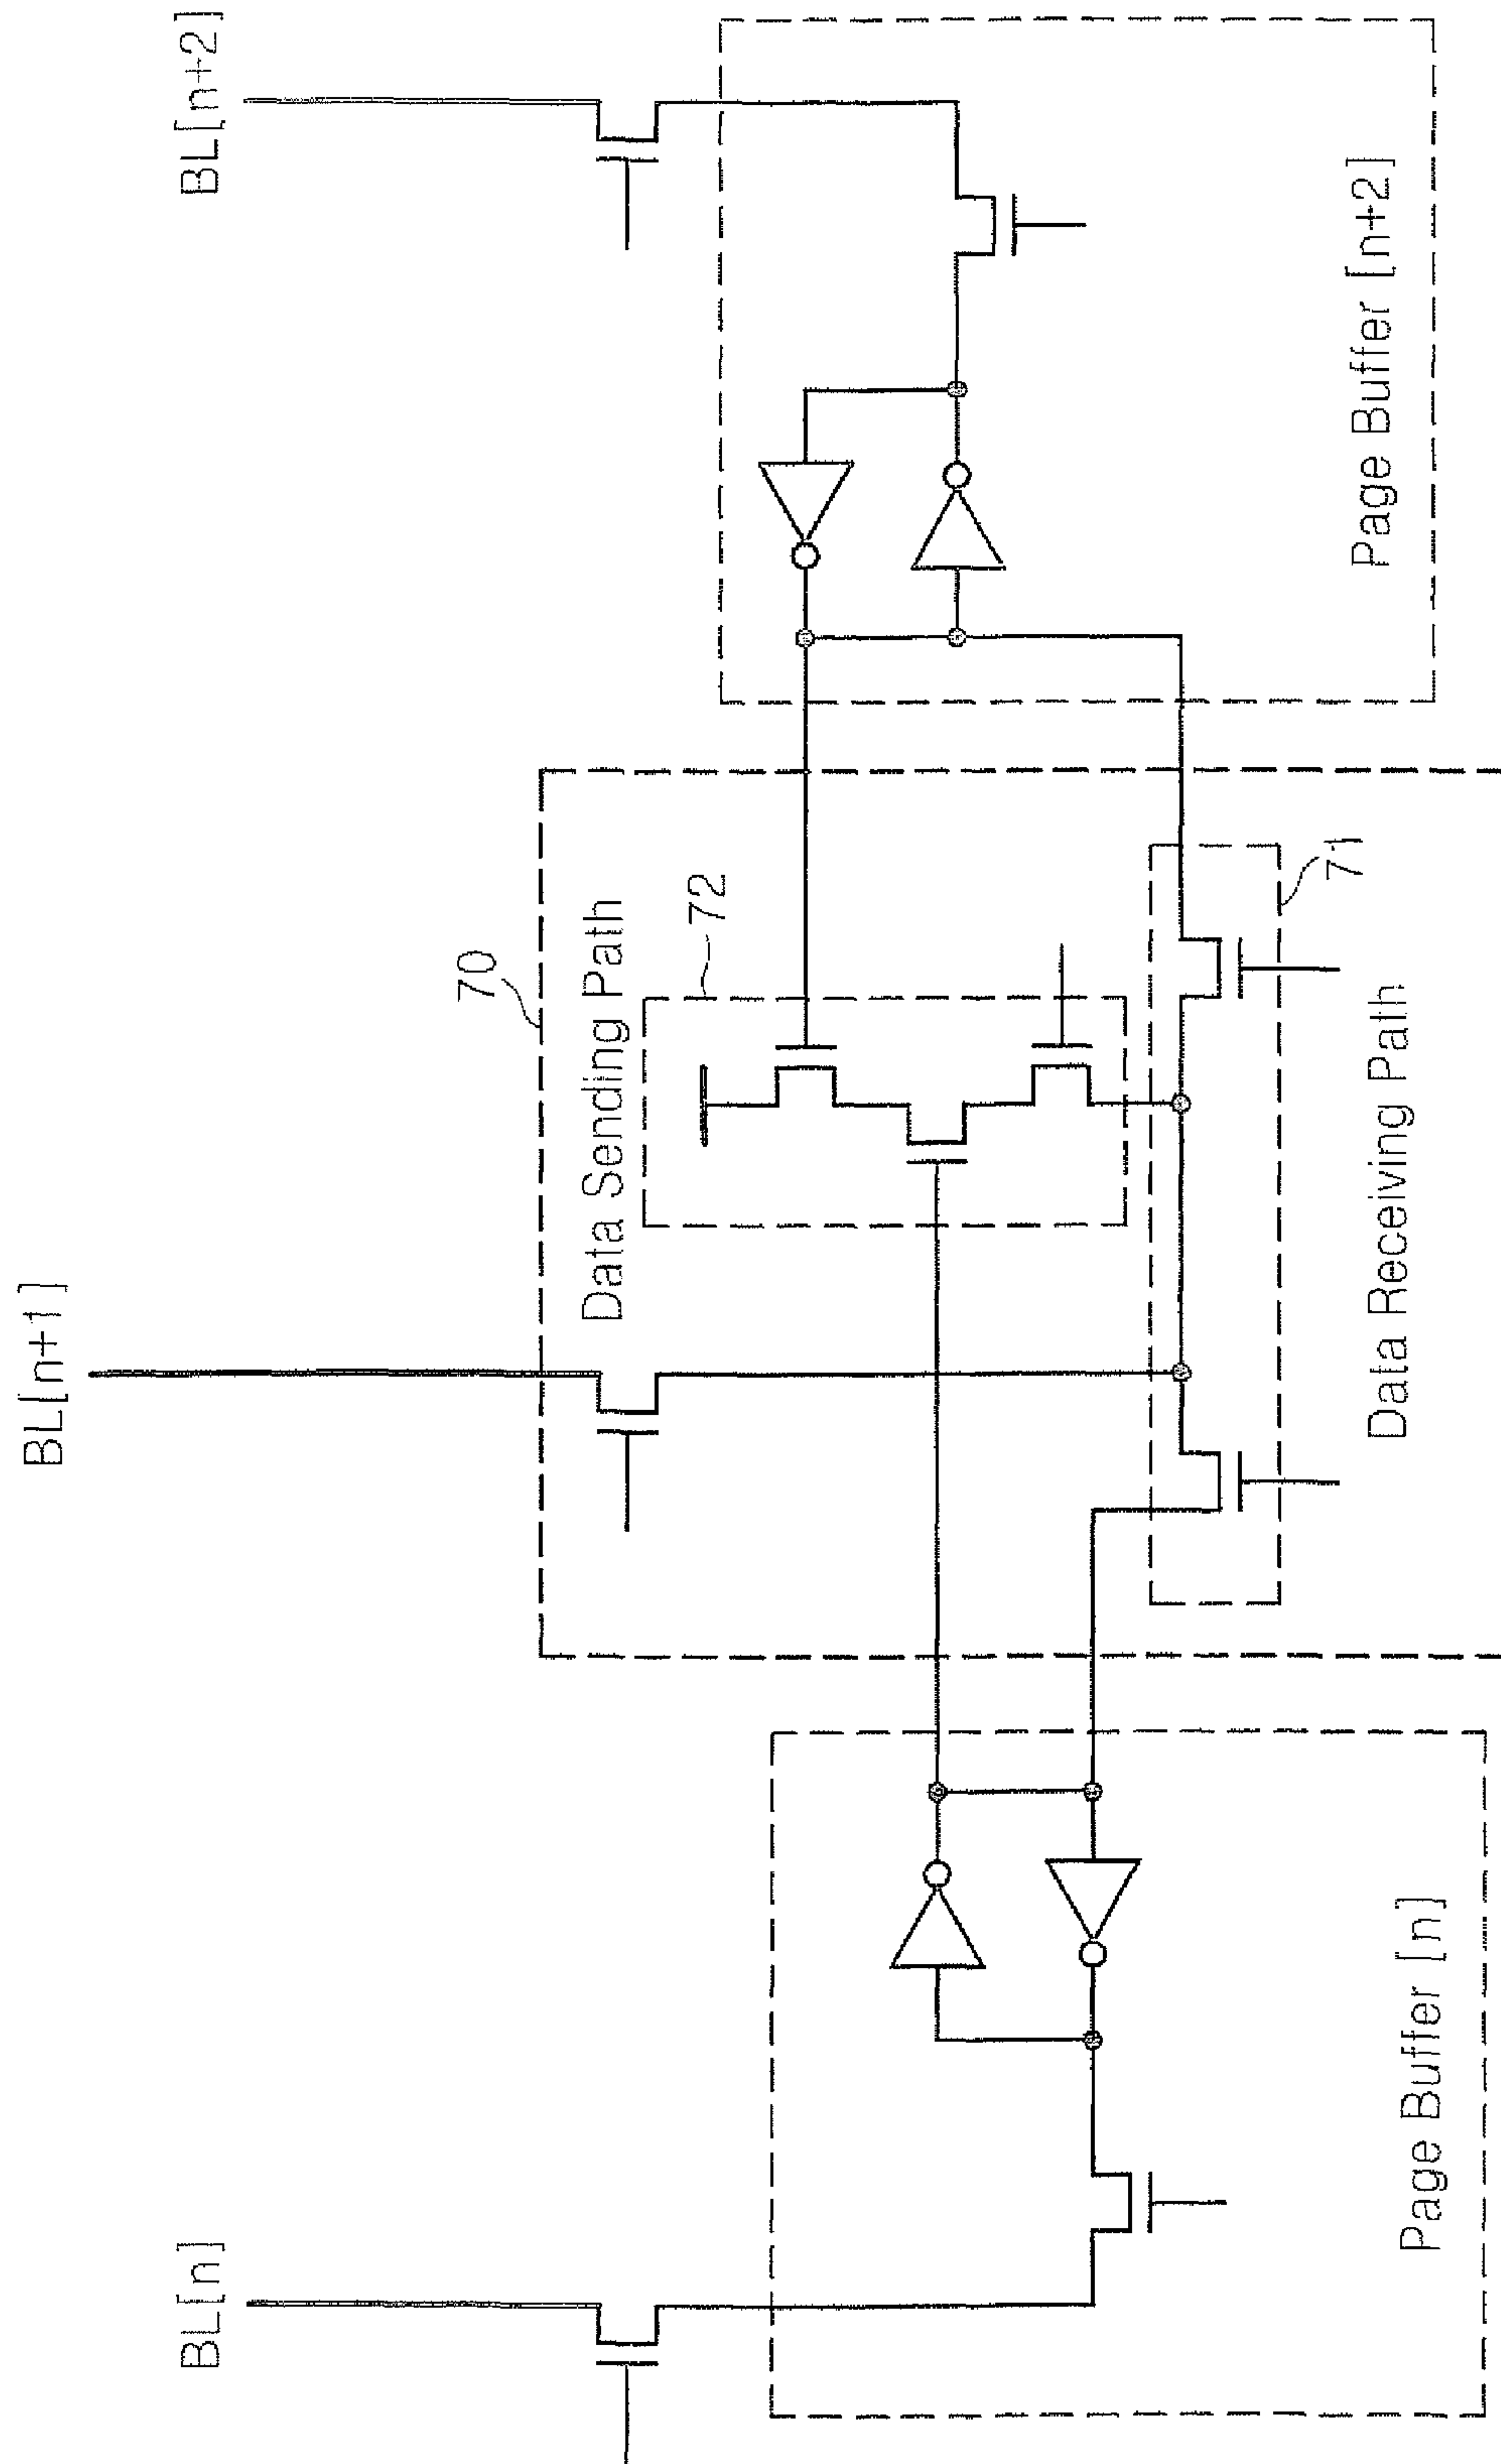 BL[n]
BL[n+1]
BL[n+2]
70
Data Sending Path
72
71
Data Receiving Path
Page Buffer [n]
Page Buffer [n+2]